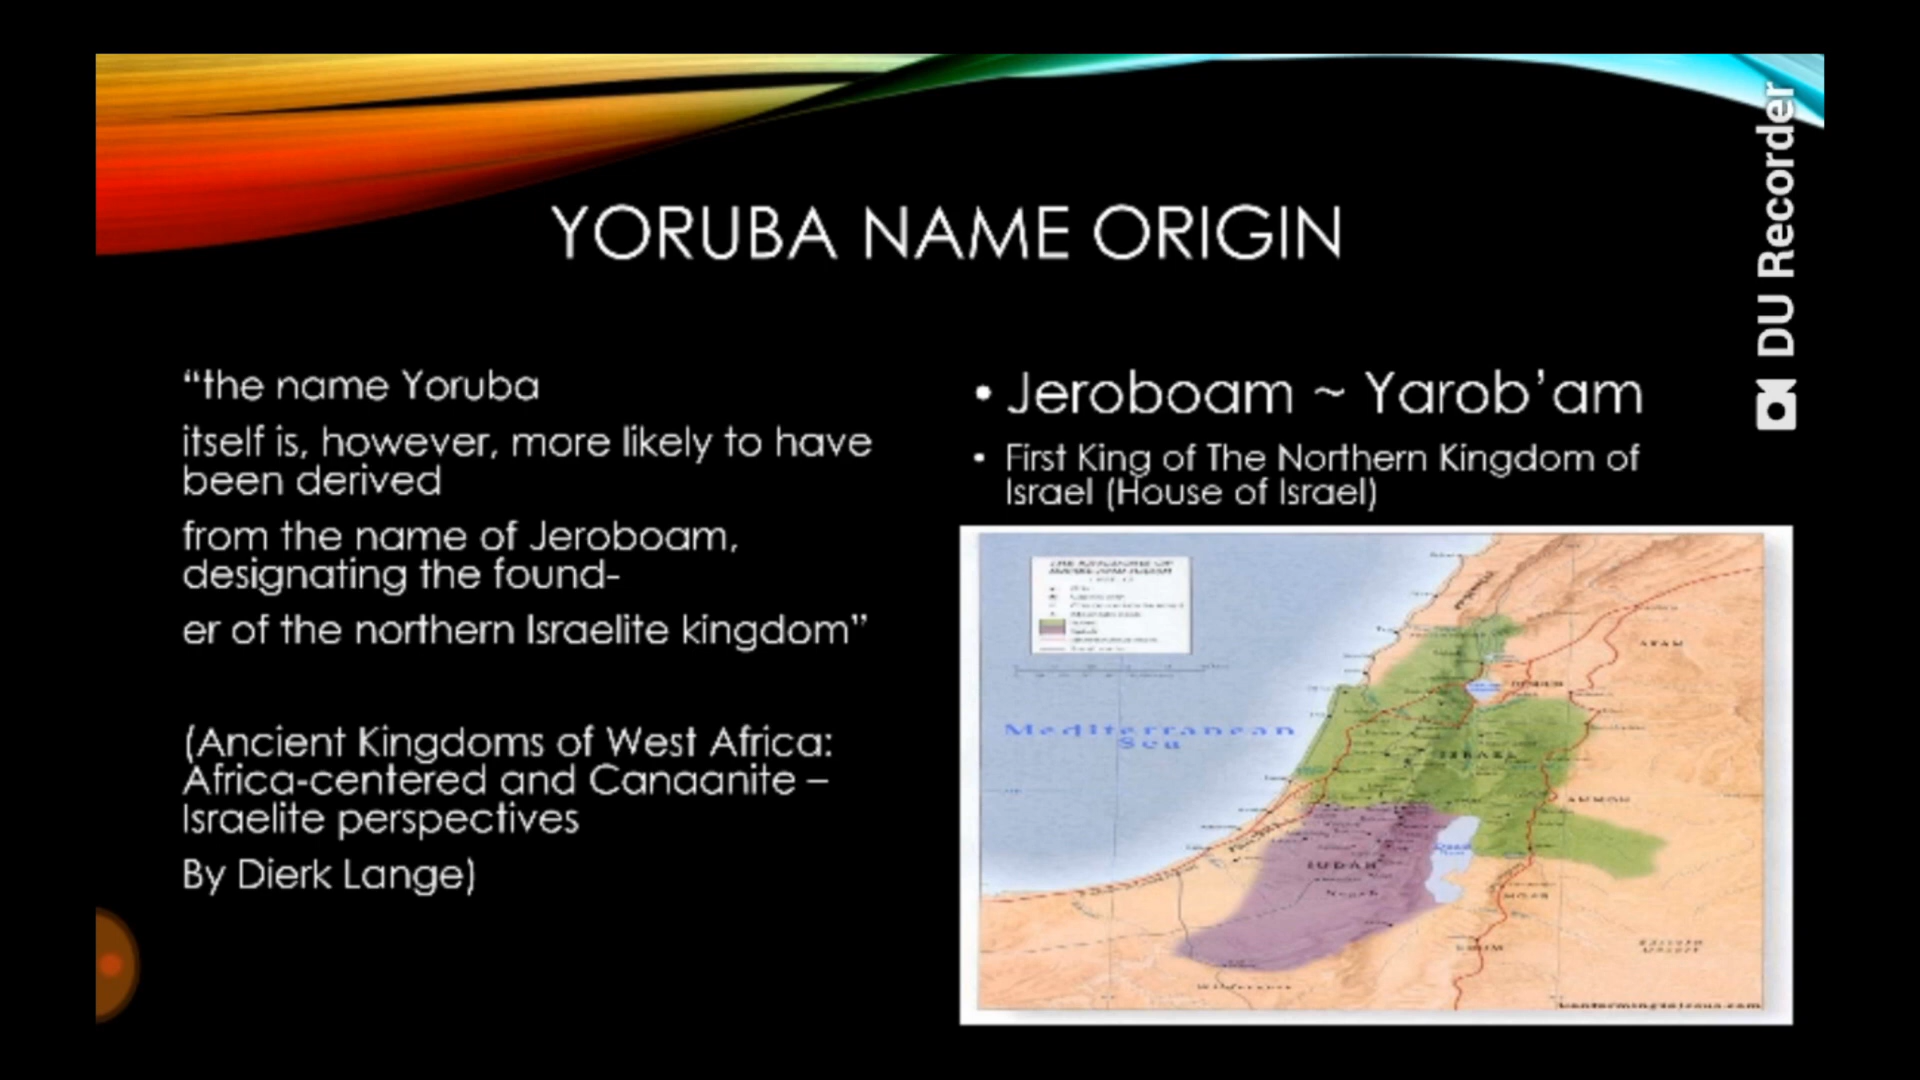 YORUBA NAME ORIGIN
“the name Yoruba
itself is, however, more likely to have
been derived
from the name of Jeroboam,
designating the found-
er of the northern Israelite kingdom”
(Ancient Kingdoms of West Africa:
Africa-centered and Canaanite –
Israelite perspectives
By Dierk Lange)
• Jeroboam ~ Yarob’am
• First King of The Northern Kingdom of
Israel (House of Israel)
Mediterranean
Sea
ISRAEL
JUDAH
Negeb
AMMON
MOAB
EDOM
ARAM
Wilderness
DU Recorder